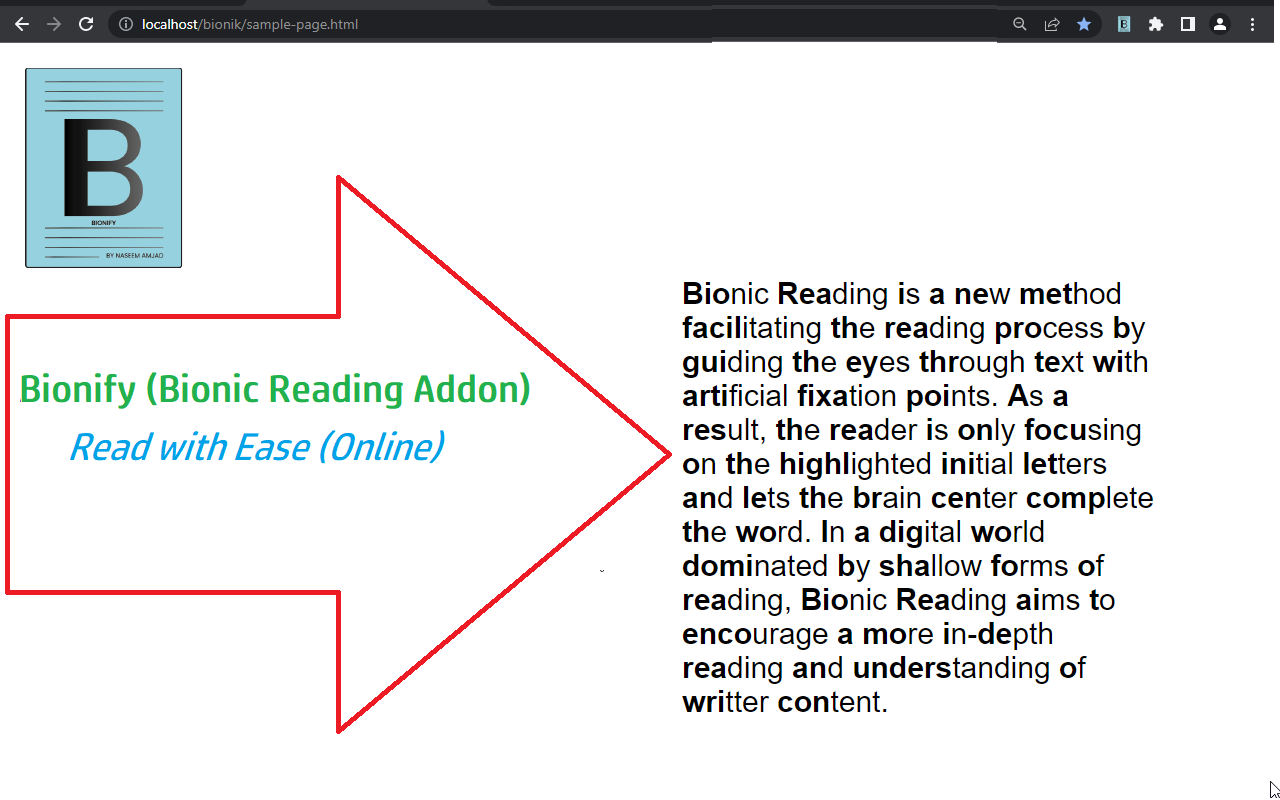 localhost/bionik/sample-page.html
B
B
BIONIFY
BY NASEEM AMJAD
Bionify (Bionic Reading Addon)
Read with Ease (Online)
Bionic Reading is a new method
facilitating the reading process by
guiding the eyes through text with
artificial fixation points. As a
result, the reader is only focusing
on the highlighted initial letters
and lets the brain center complete
the word. In a digital world
dominated by shallow forms of
reading, Bionic Reading aims to
encourage a more in-depth
reading and understanding of
writter content.